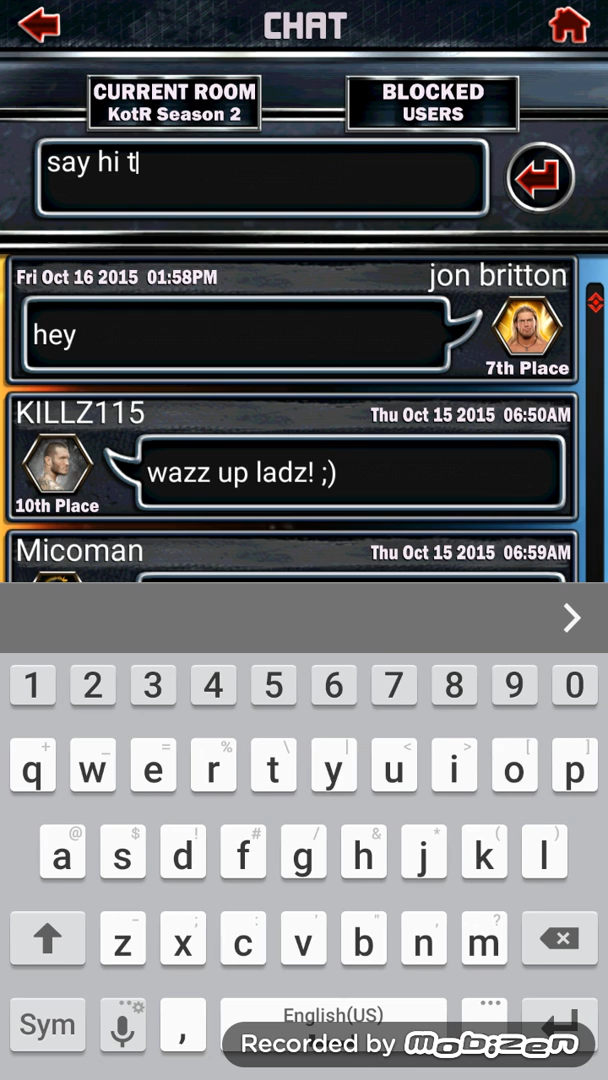 CHAT
CURRENT ROOM
KotR Season 2
BLOCKED
USERS
say hi t
Fri Oct 16 2015 01:58PM
jon britton
hey
7th Place
KILLZ115
Thu Oct 15 2015 06:50AM
wazz up ladz! ;)
10th Place
Micoman
Thu Oct 15 2015 06:59AM
1 2 3 4 5 6 7 8 9 0
+ _ = % \ | < > [ ]
q w e r t y u i o p
@ $ ! # / & * ( )
a s d f g h j k l
- ; : ' " , ?
z x c v b n m
Sym , English(US)
Recorded by mobizen